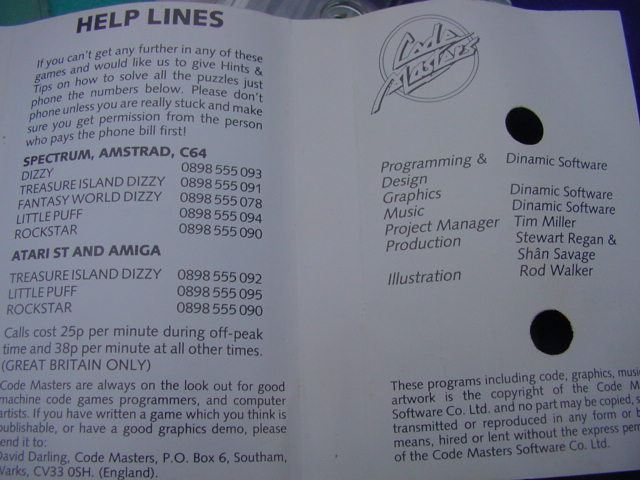 HELP LINES
If you can't get any further in any of these
games and would like us to give Hints &
Tips on how to solve all the puzzles just
phone the numbers below. Please don't
phone unless you are really stuck and make
sure you get permission from the person
who pays the phone bill first!
SPECTRUM, AMSTRAD, C64
DIZZY 0898 555 093
TREASURE ISLAND DIZZY 0898 555 091
FANTASY WORLD DIZZY 0898 555 078
LITTLE PUFF 0898 555 094
ROCKSTAR 0898 555 090
ATARI ST AND AMIGA
TREASURE ISLAND DIZZY 0898 555 092
LITTLE PUFF 0898 555 095
ROCKSTAR 0898 555 090
Calls cost 25p per minute during off-peak
time and 38p per minute at all other times.
(GREAT BRITAIN ONLY)
Code Masters are always on the look out for good
machine code games programmers, and computer
artists. If you have written a game which you think is
publishable, or have a good graphics demo, please
send it to:
David Darling, Code Masters, P.O. Box 6, Southam,
Warks, CV33 0SH. (England).
Code
Masters
Programming & Dinamic Software
Design
Graphics Dinamic Software
Music Dinamic Software
Project Manager Tim Miller
Production Stewart Regan &
Shân Savage
Illustration Rod Walker
These programs including code, graphics, music
artwork is the copyright of the Code M
Software Co. Ltd. and no part may be copied, s
transmitted or reproduced in any form or b
means, hired or lent without the express perm
of the Code Masters Software Co. Ltd.